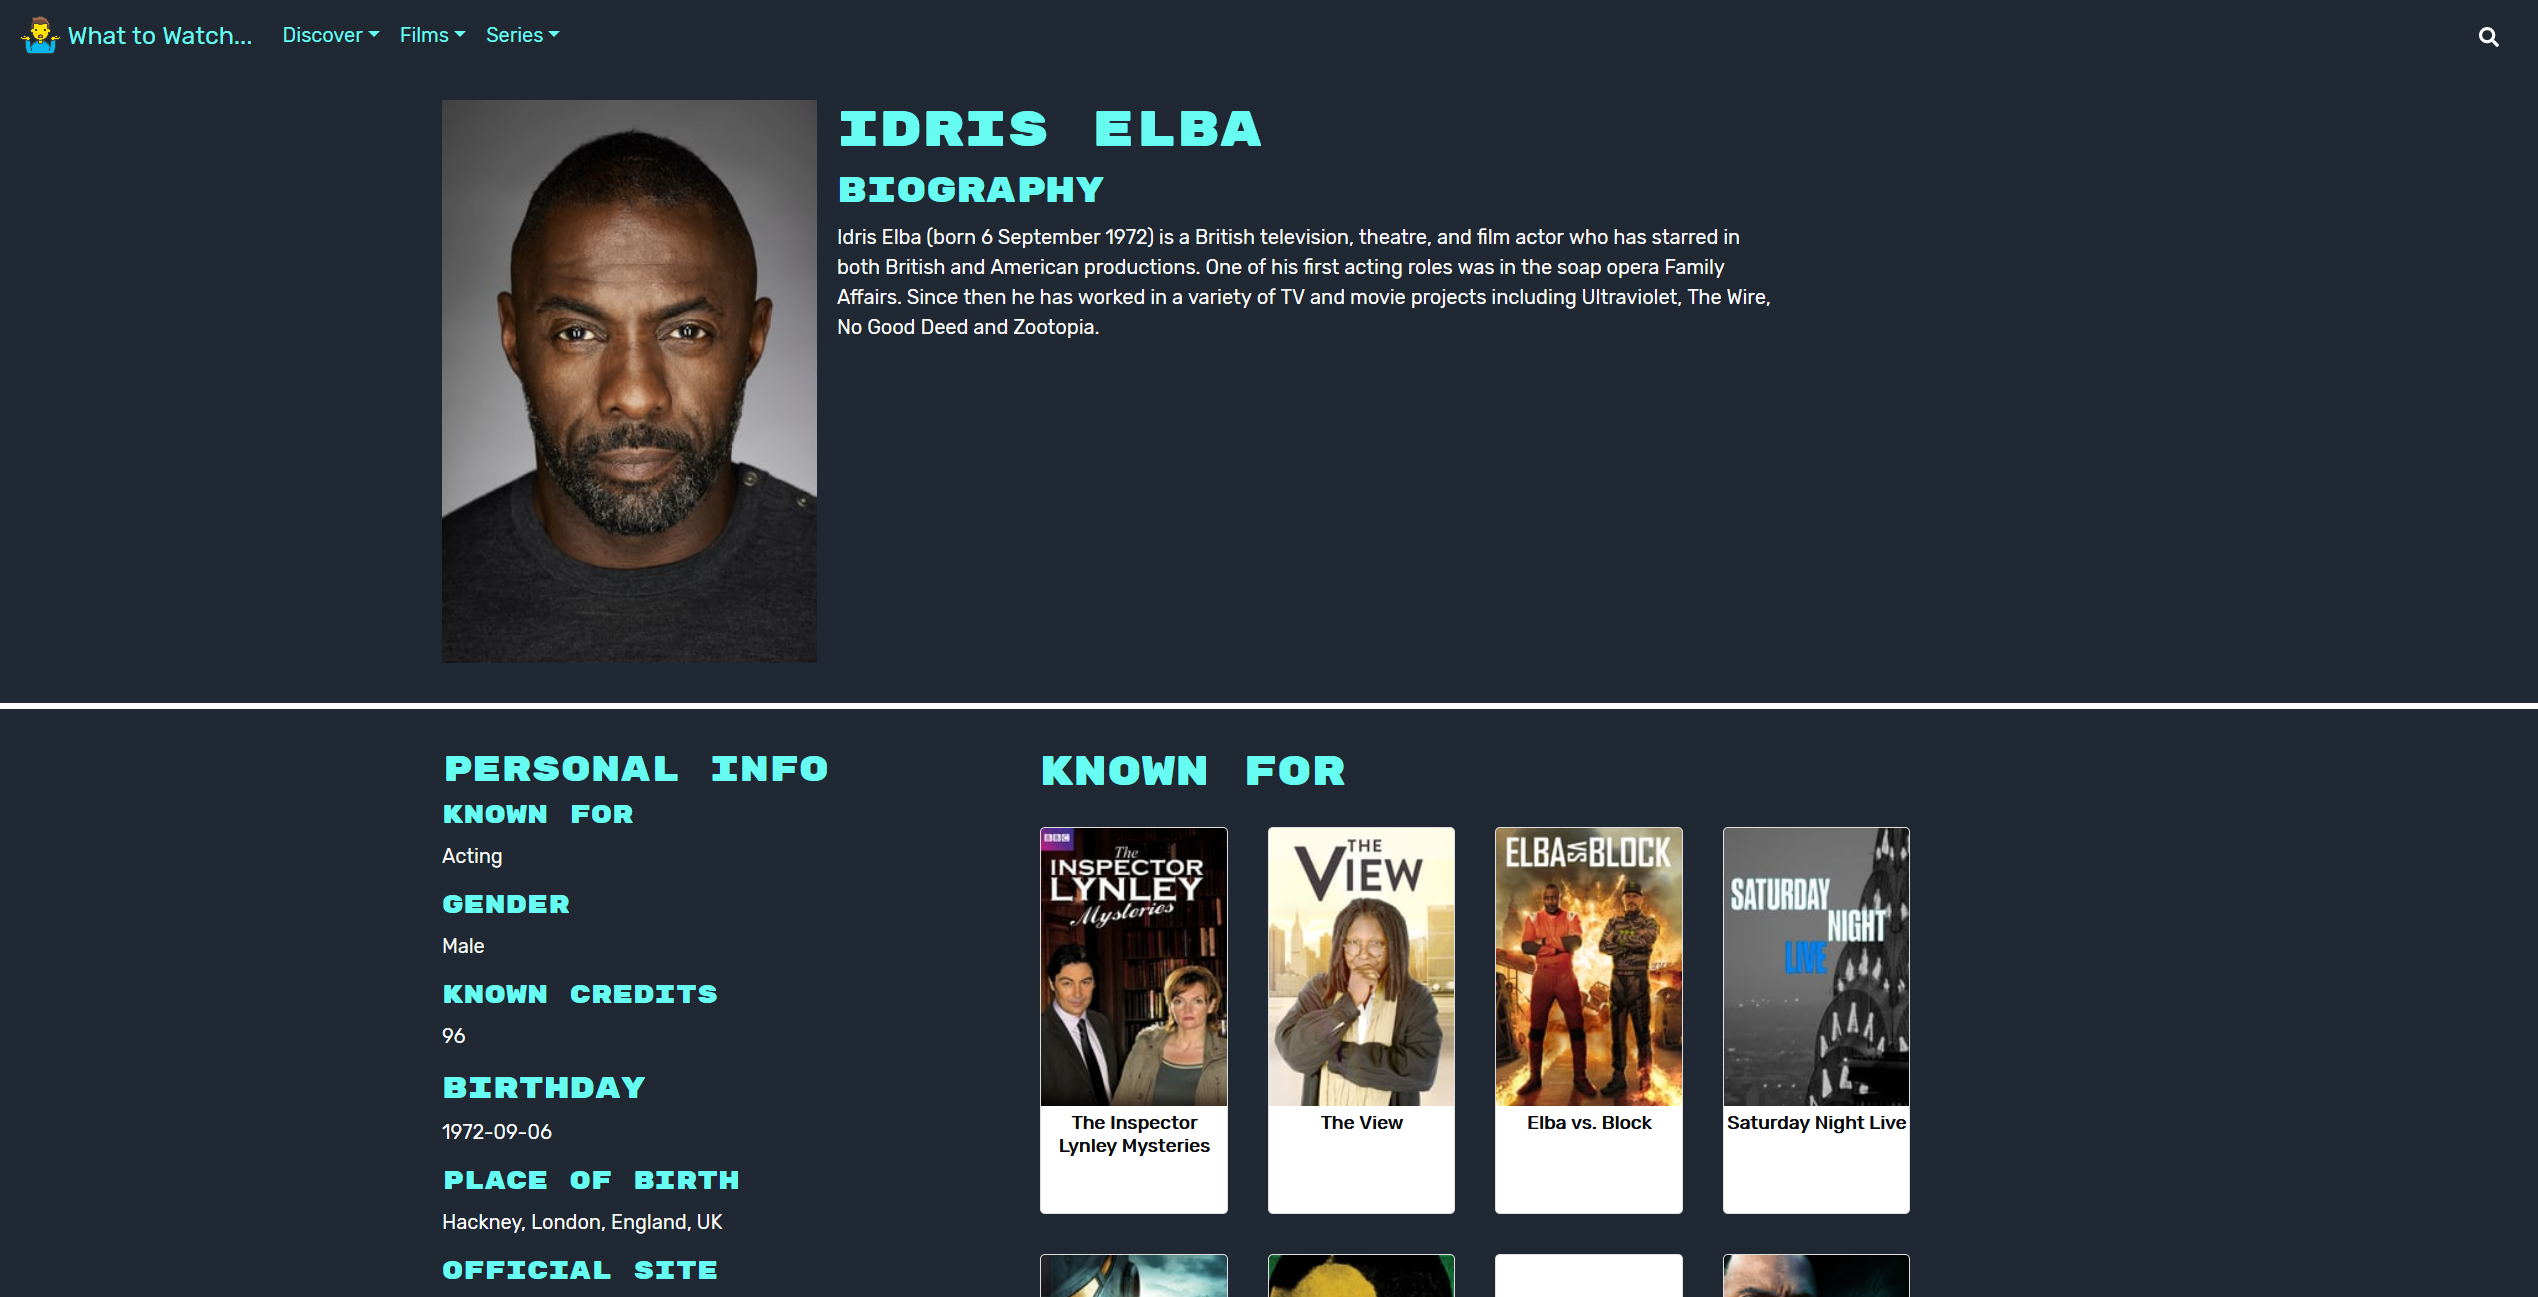 What to Watch... Discover Films Series
IDRIS ELBA
BIOGRAPHY
Idris Elba (born 6 September 1972) is a British television, theatre, and film actor who has starred in
both British and American productions. One of his first acting roles was in the soap opera Family
Affairs. Since then he has worked in a variety of TV and movie projects including Ultraviolet, The Wire,
No Good Deed and Zootopia.
PERSONAL INFO
KNOWN FOR
Acting
GENDER
Male
KNOWN CREDITS
96
BIRTHDAY
1972-09-06
PLACE OF BIRTH
Hackney, London, England, UK
OFFICIAL SITE
KNOWN FOR
BBC
The
INSPECTOR
LYNLEY
Mysteries
The Inspector
Lynley Mysteries
THE
VIEW
The View
ELBA VS BLOCK
Elba vs. Block
SATURDAY
NIGHT
LIVE
Saturday Night Live